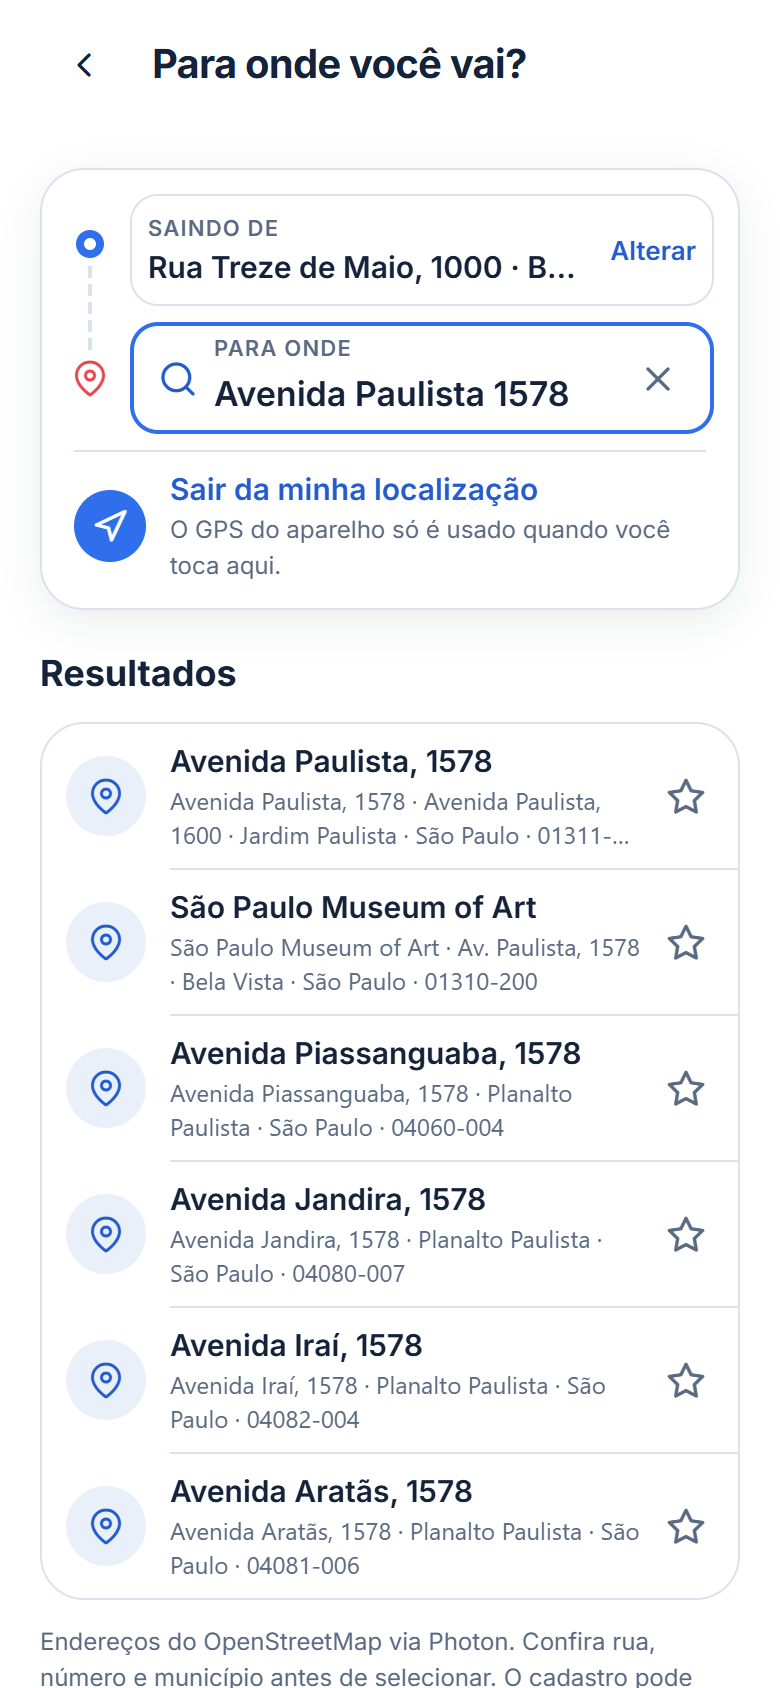 Para onde você vai?
SAINDO DE
Rua Treze de Maio, 1000 · B...
Alterar
PARA ONDE
Avenida Paulista 1578
Sair da minha localização
O GPS do aparelho só é usado quando você
toca aqui.
Resultados
Avenida Paulista, 1578
Avenida Paulista, 1578 · Avenida Paulista,
1600 · Jardim Paulista · São Paulo · 01311-...
São Paulo Museum of Art
São Paulo Museum of Art · Av. Paulista, 1578
· Bela Vista · São Paulo · 01310-200
Avenida Piassanguaba, 1578
Avenida Piassanguaba, 1578 · Planalto
Paulista · São Paulo · 04060-004
Avenida Jandira, 1578
Avenida Jandira, 1578 · Planalto Paulista ·
São Paulo · 04080-007
Avenida Iraí, 1578
Avenida Iraí, 1578 · Planalto Paulista · São
Paulo · 04082-004
Avenida Aratãs, 1578
Avenida Aratãs, 1578 · Planalto Paulista · São
Paulo · 04081-006
Endereços do OpenStreetMap via Photon. Confira rua,
número e município antes de selecionar. O cadastro pode